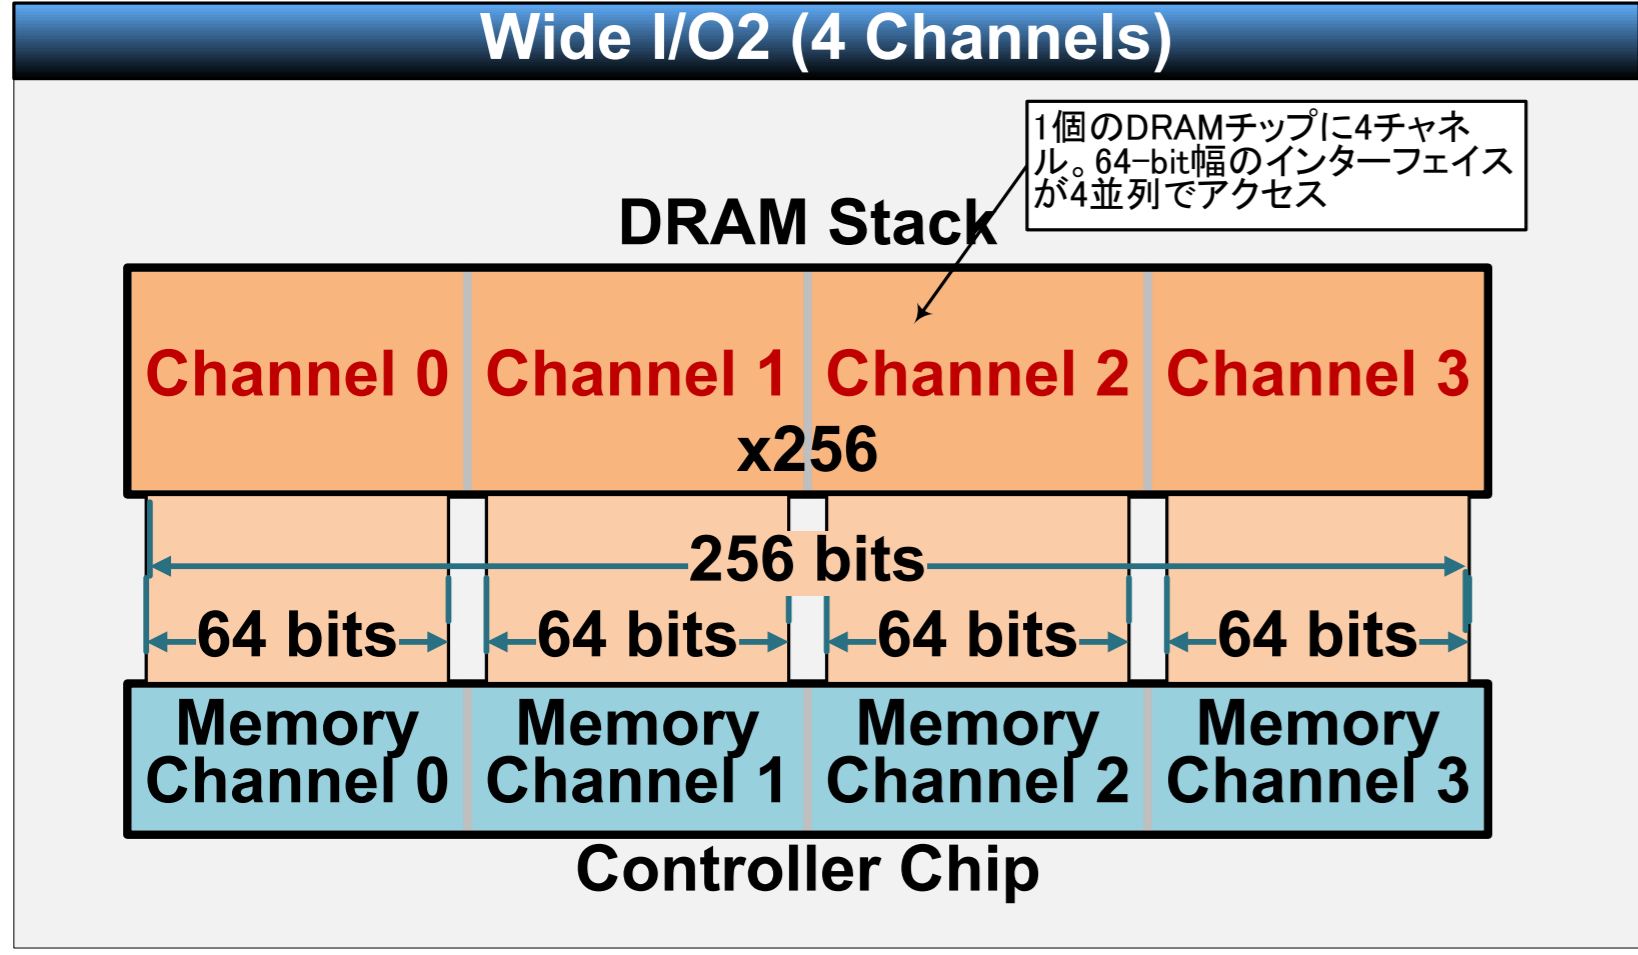 Wide I/O2 (4 Channels)
1個のDRAMチップに4チャネ
ル。64-bit幅のインターフェイス
が4並列でアクセス
DRAM Stack
Channel 0 Channel 1 Channel 2 Channel 3
x256
256 bits
64 bits 64 bits 64 bits 64 bits
Memory Memory Memory Memory
Channel 0 Channel 1 Channel 2 Channel 3
Controller Chip